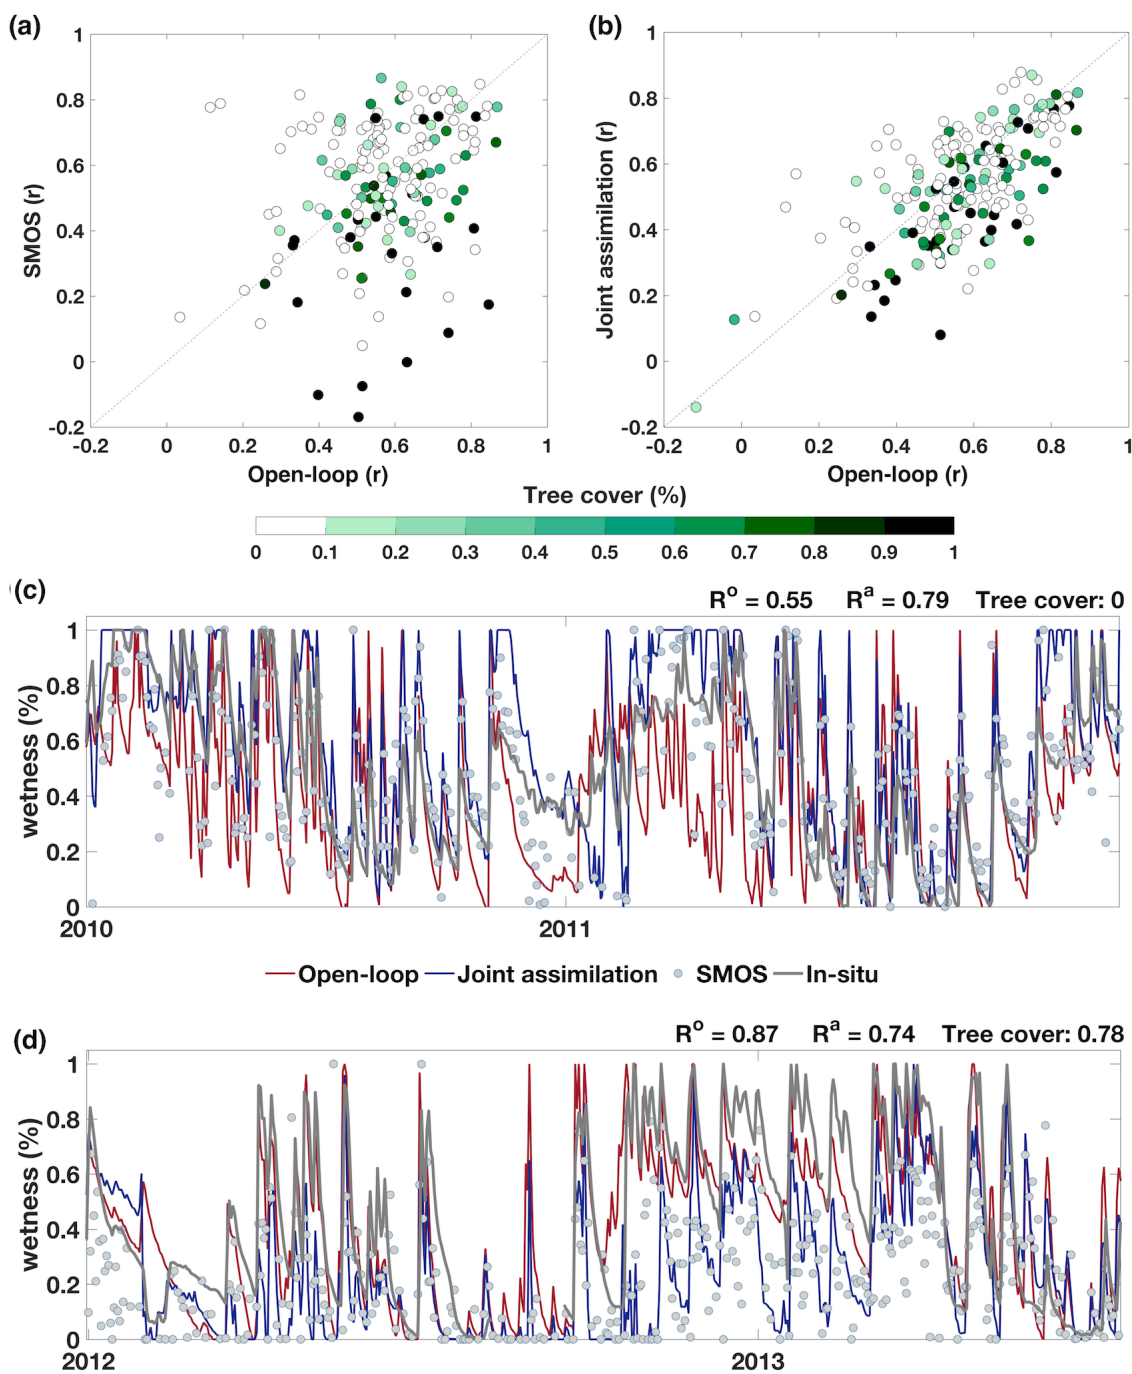 (a)
(b)
1
0.8
0.6
0.4
0.2
0
-0.2
SMOS (r)
-0.2 0 0.2 0.4 0.6 0.8 1
Open-loop (r)
1
0.8
0.6
0.4
0.2
0
-0.2
Joint assimilation (r)
-0.2 0 0.2 0.4 0.6 0.8 1
Open-loop (r)
Tree cover (%)
0 0.1 0.2 0.3 0.4 0.5 0.6 0.7 0.8 0.9 1
(c)
R^o = 0.55 R^a = 0.79 Tree cover: 0
1
0.8
0.6
0.4
0.2
0
wetness (%)
2010 2011
Open-loop Joint assimilation SMOS In-situ
(d)
R^o = 0.87 R^a = 0.74 Tree cover: 0.78
1
0.8
0.6
0.4
0.2
0
wetness (%)
2012 2013